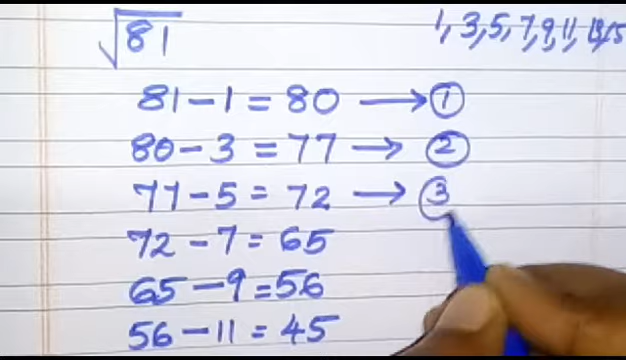 √81
1, 3, 5, 7, 9, 11, 13, 15
81 - 1 = 80 → ①
80 - 3 = 77 → ②
77 - 5 = 72 → ③
72 - 7 = 65
65 - 9 = 56
56 - 11 = 45